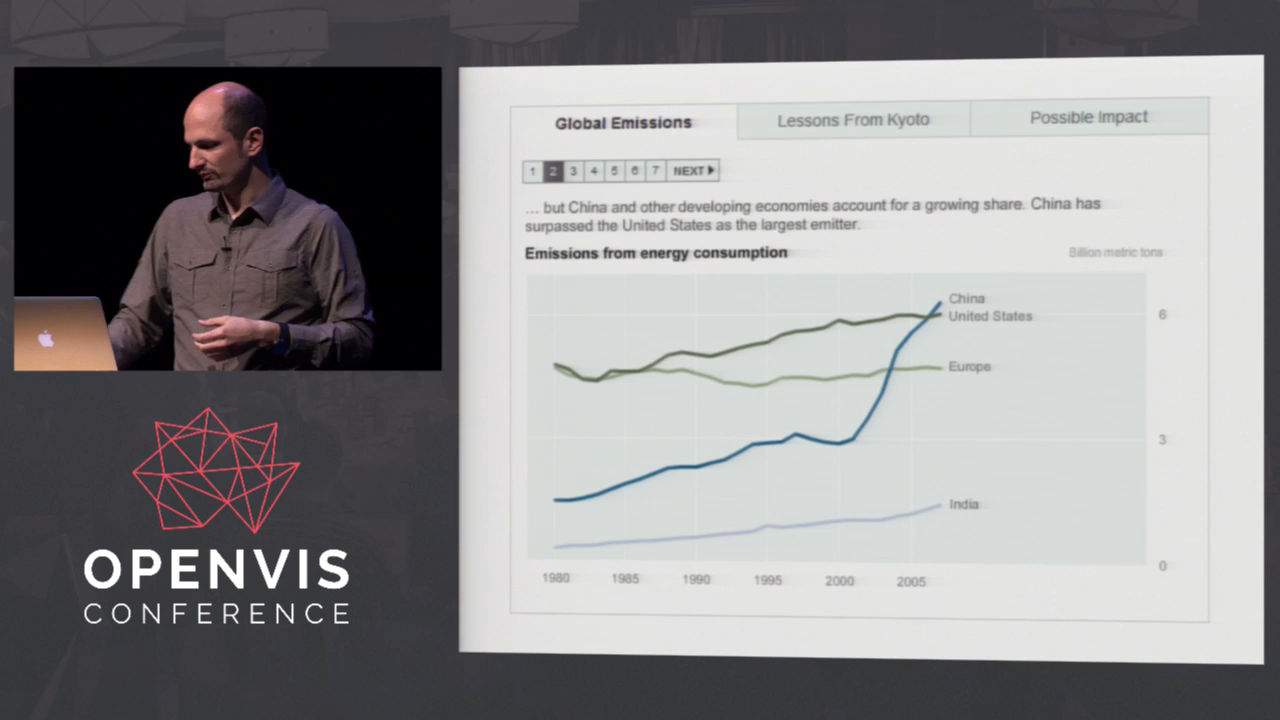 Global Emissions
Lessons From Kyoto
Possible Impact
1 2 3 4 5 6 7 NEXT
... but China and other developing economies account for a growing share. China has
surpassed the United States as the largest emitter.
Emissions from energy consumption
Billion metric tons
China
United States
6
Europe
3
India
0
1980 1985 1990 1995 2000 2005
OPENVIS
CONFERENCE